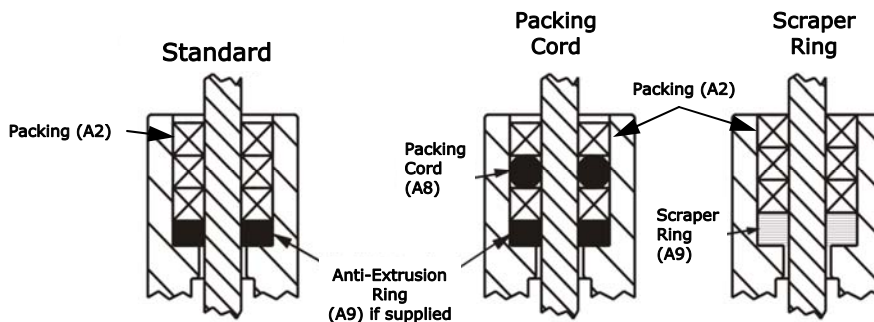 Standard
Packing (A2)
Anti-Extrusion
Ring
(A9) if supplied
Packing
Cord
Packing
Cord
(A8)
Packing (A2)
Scraper
Ring
Scraper
Ring
(A9)